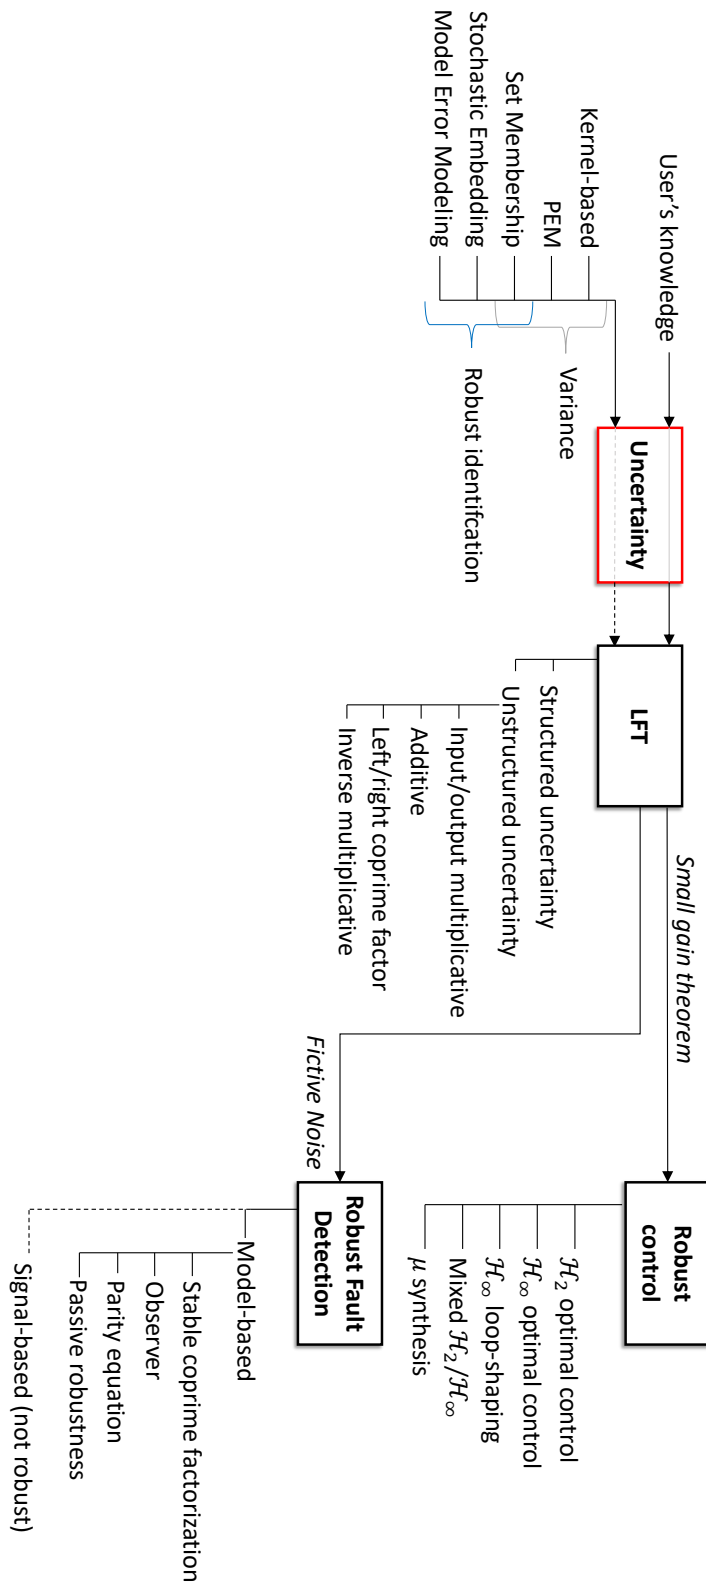 User's knowledge
Kernel-based
PEM
Set Membership
Stochastic Embedding
Model Error Modeling
Variance
Robust identifcation
Uncertainty
LFT
Structured uncertainty
Unstructured uncertainty
Input/output multiplicative
Additive
Left/right coprime factor
Inverse multiplicative
Small gain theorem
Fictive Noise
Robust
control
ℋ₂ optimal control
ℋ∞ optimal control
ℋ∞ loop-shaping
Mixed ℋ₂/ℋ∞
μ synthesis
Robust Fault
Detection
Model-based
Stable coprime factorization
Observer
Parity equation
Passive robustness
Signal-based (not robust)